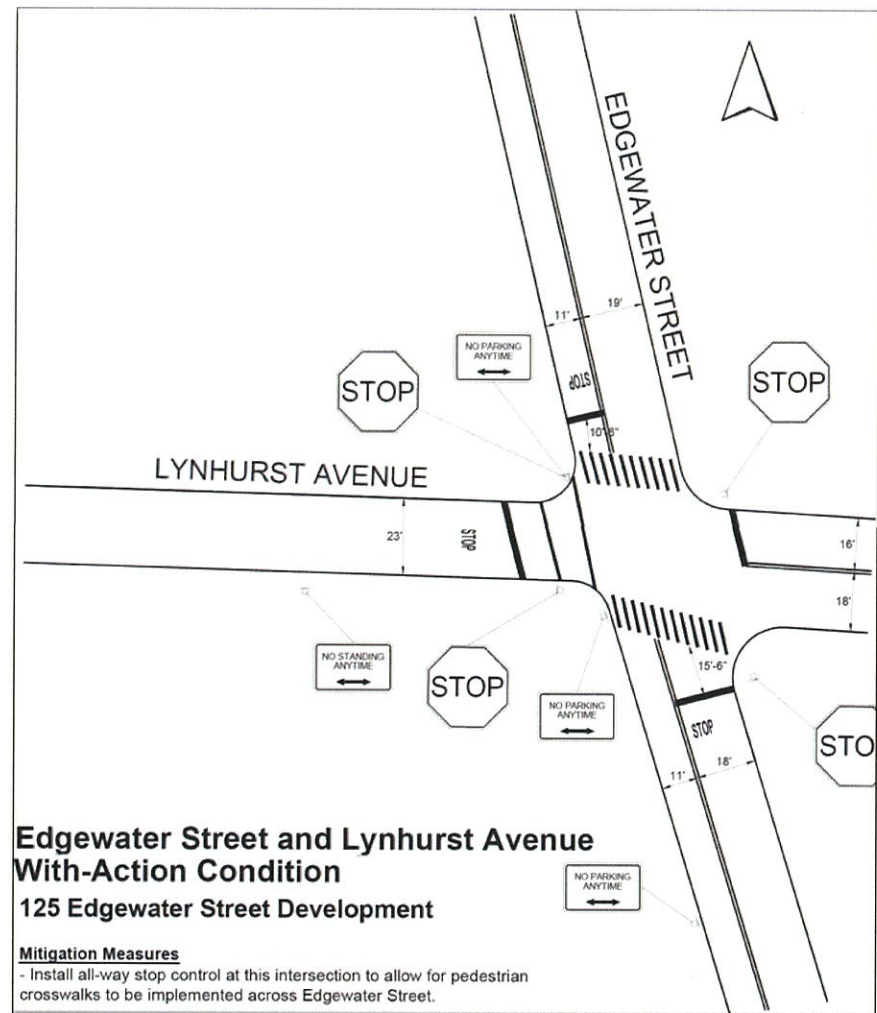 EDGEWATER STREET
11'
19'
NO PARKING
ANYTIME
STOP
STOP
STOP
10'-6"
LYNHURST AVENUE
23'
STOP
16'
18'
NO STANDING
ANYTIME
STOP
NO PARKING
ANYTIME
15'-6"
STOP
STO
11'
18'
Edgewater Street and Lynhurst Avenue
With-Action Condition
125 Edgewater Street Development
NO PARKING
ANYTIME
Mitigation Measures
- Install all-way stop control at this intersection to allow for pedestrian
crosswalks to be implemented across Edgewater Street.